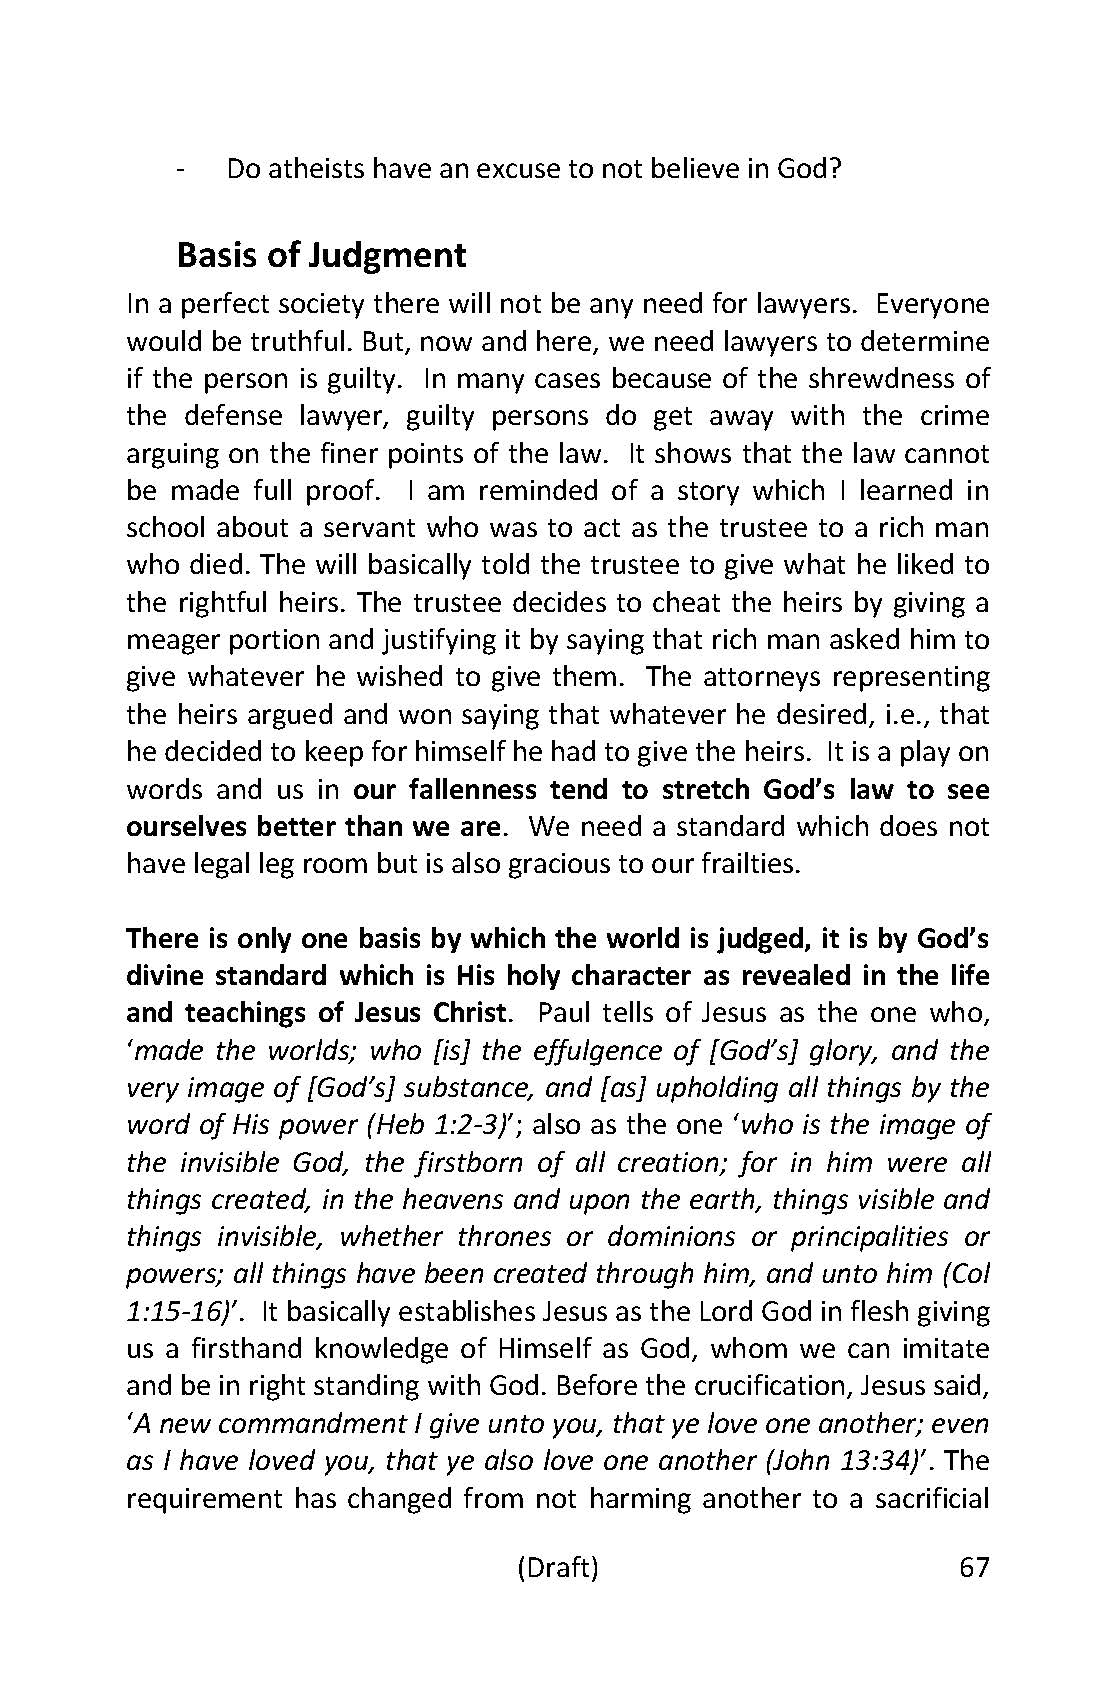 - Do atheists have an excuse to not believe in God?
Basis of Judgment
In a perfect society there will not be any need for lawyers. Everyone
would be truthful. But, now and here, we need lawyers to determine
if the person is guilty. In many cases because of the shrewdness of
the defense lawyer, guilty persons do get away with the crime
arguing on the finer points of the law. It shows that the law cannot
be made full proof. I am reminded of a story which I learned in
school about a servant who was to act as the trustee to a rich man
who died. The will basically told the trustee to give what he liked to
the rightful heirs. The trustee decides to cheat the heirs by giving a
meager portion and justifying it by saying that rich man asked him to
give whatever he wished to give them. The attorneys representing
the heirs argued and won saying that whatever he desired, i.e., that
he decided to keep for himself he had to give the heirs. It is a play on
words and us in our fallenness tend to stretch God’s law to see
ourselves better than we are. We need a standard which does not
have legal leg room but is also gracious to our frailties.
There is only one basis by which the world is judged, it is by God’s
divine standard which is His holy character as revealed in the life
and teachings of Jesus Christ. Paul tells of Jesus as the one who,
‘made the worlds; who [is] the effulgence of [God’s] glory, and the
very image of [God’s] substance, and [as] upholding all things by the
word of His power (Heb 1:2-3)’; also as the one ‘who is the image of
the invisible God, the firstborn of all creation; for in him were all
things created, in the heavens and upon the earth, things visible and
things invisible, whether thrones or dominions or principalities or
powers; all things have been created through him, and unto him (Col
1:15-16)’. It basically establishes Jesus as the Lord God in flesh giving
us a firsthand knowledge of Himself as God, whom we can imitate
and be in right standing with God. Before the crucification, Jesus said,
‘A new commandment I give unto you, that ye love one another; even
as I have loved you, that ye also love one another (John 13:34)’. The
requirement has changed from not harming another to a sacrificial
(Draft) 67